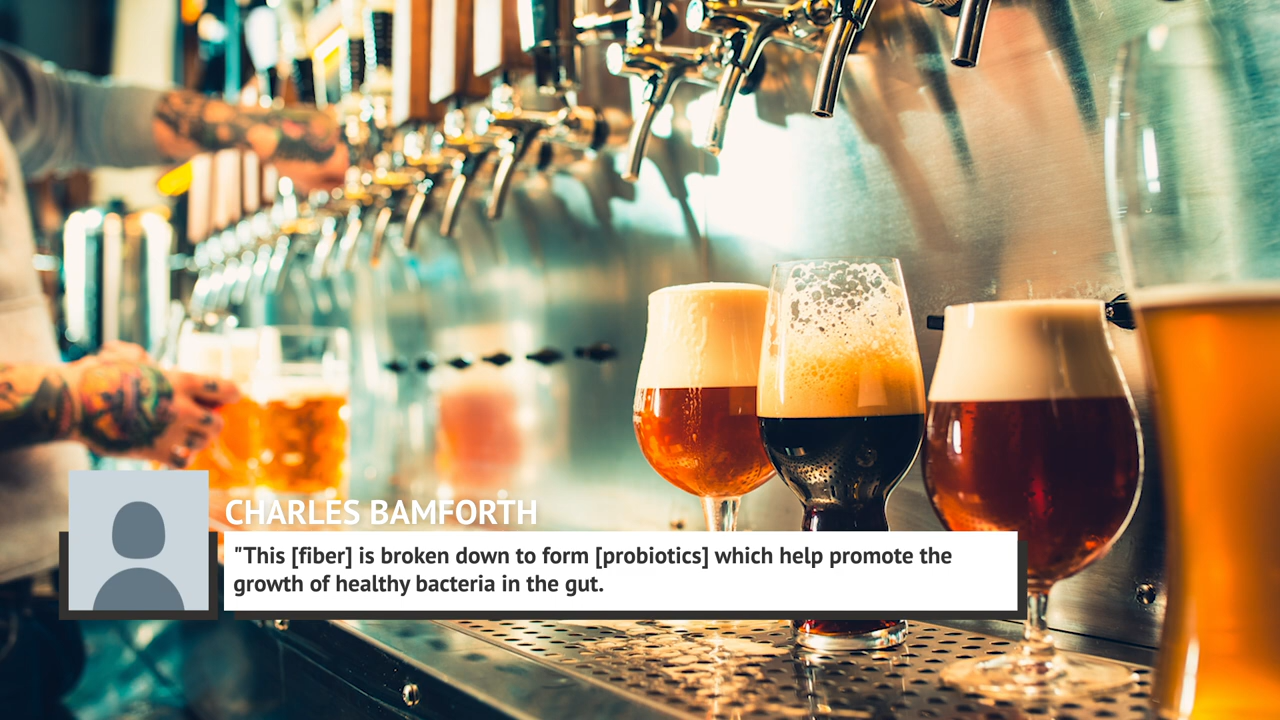 CHARLES BAMFORTH
"This [fiber] is broken down to form [probiotics] which help promote the
growth of healthy bacteria in the gut.